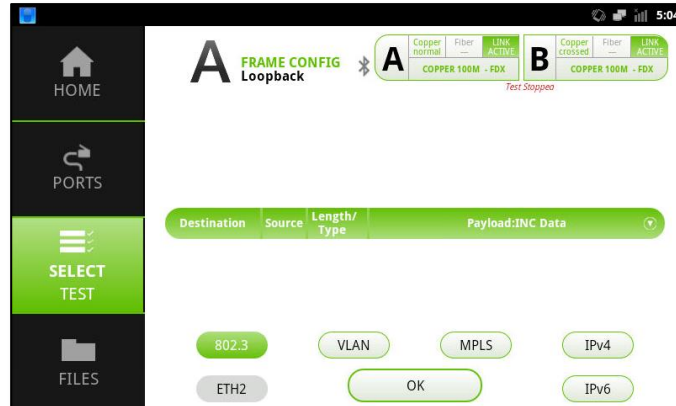 5:04
HOME
PORTS
SELECT
TEST
FILES
A
FRAME CONFIG
Loopback
A
Copper
normal
Fiber
---
LINK
ACTIVE
COPPER 100M - FDX
B
Copper
crossed
Fiber
---
LINK
ACTIVE
COPPER 100M - FDX
Test Stopped
Destination
Source
Length/
Type
Payload:INC Data
802.3
VLAN
MPLS
IPv4
ETH2
OK
IPv6